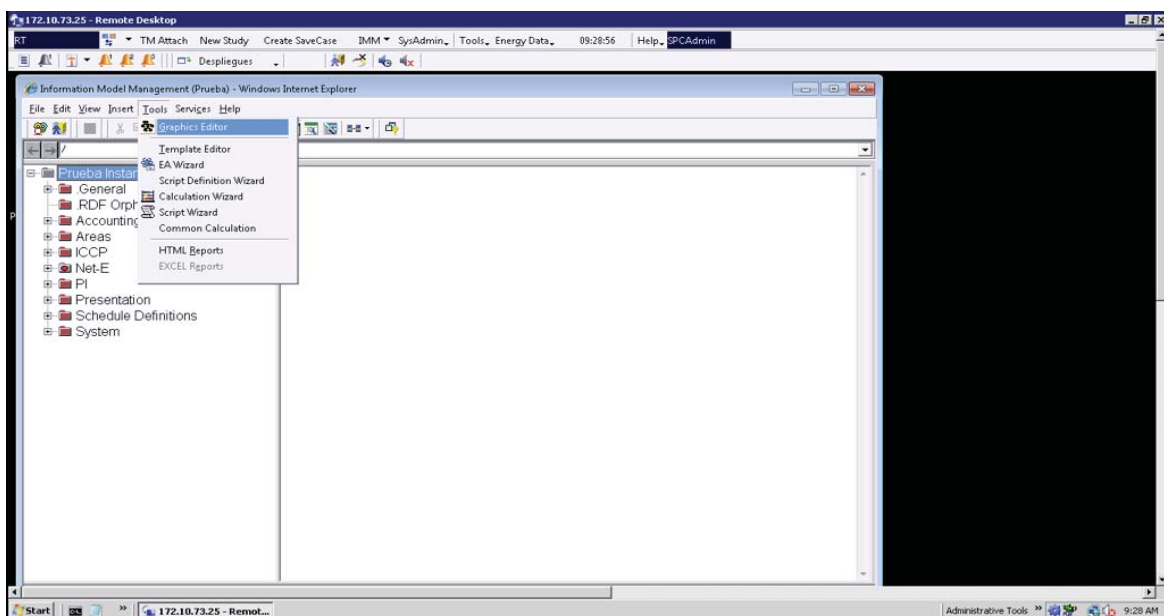 172.10.73.25 - Remote Desktop
RT TM Attach New Study Create SaveCase IMM SysAdmin Tools Energy Data 09:28:56 Help SPCAdmin
Despliegues
Information Model Management (Prueba) - Windows Internet Explorer
File Edit View Insert Tools Services Help
Graphics Editor
/
Template Editor
EA Wizard
Script Definition Wizard
Calculation Wizard
Script Wizard
Common Calculation
HTML Reports
EXCEL Reports
Prueba Instan
.General
.RDF Orph
Accounting
Areas
ICCP
Net-E
PI
Presentation
Schedule Definitions
System
Start » 172.10.73.25 - Remot... Administrative Tools » 9:28 AM